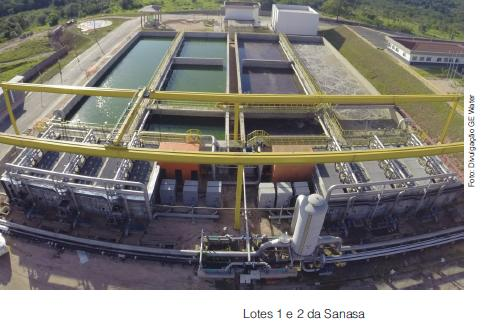 Foto: Divulgação GE Water
Lotes 1 e 2 da Sanasa